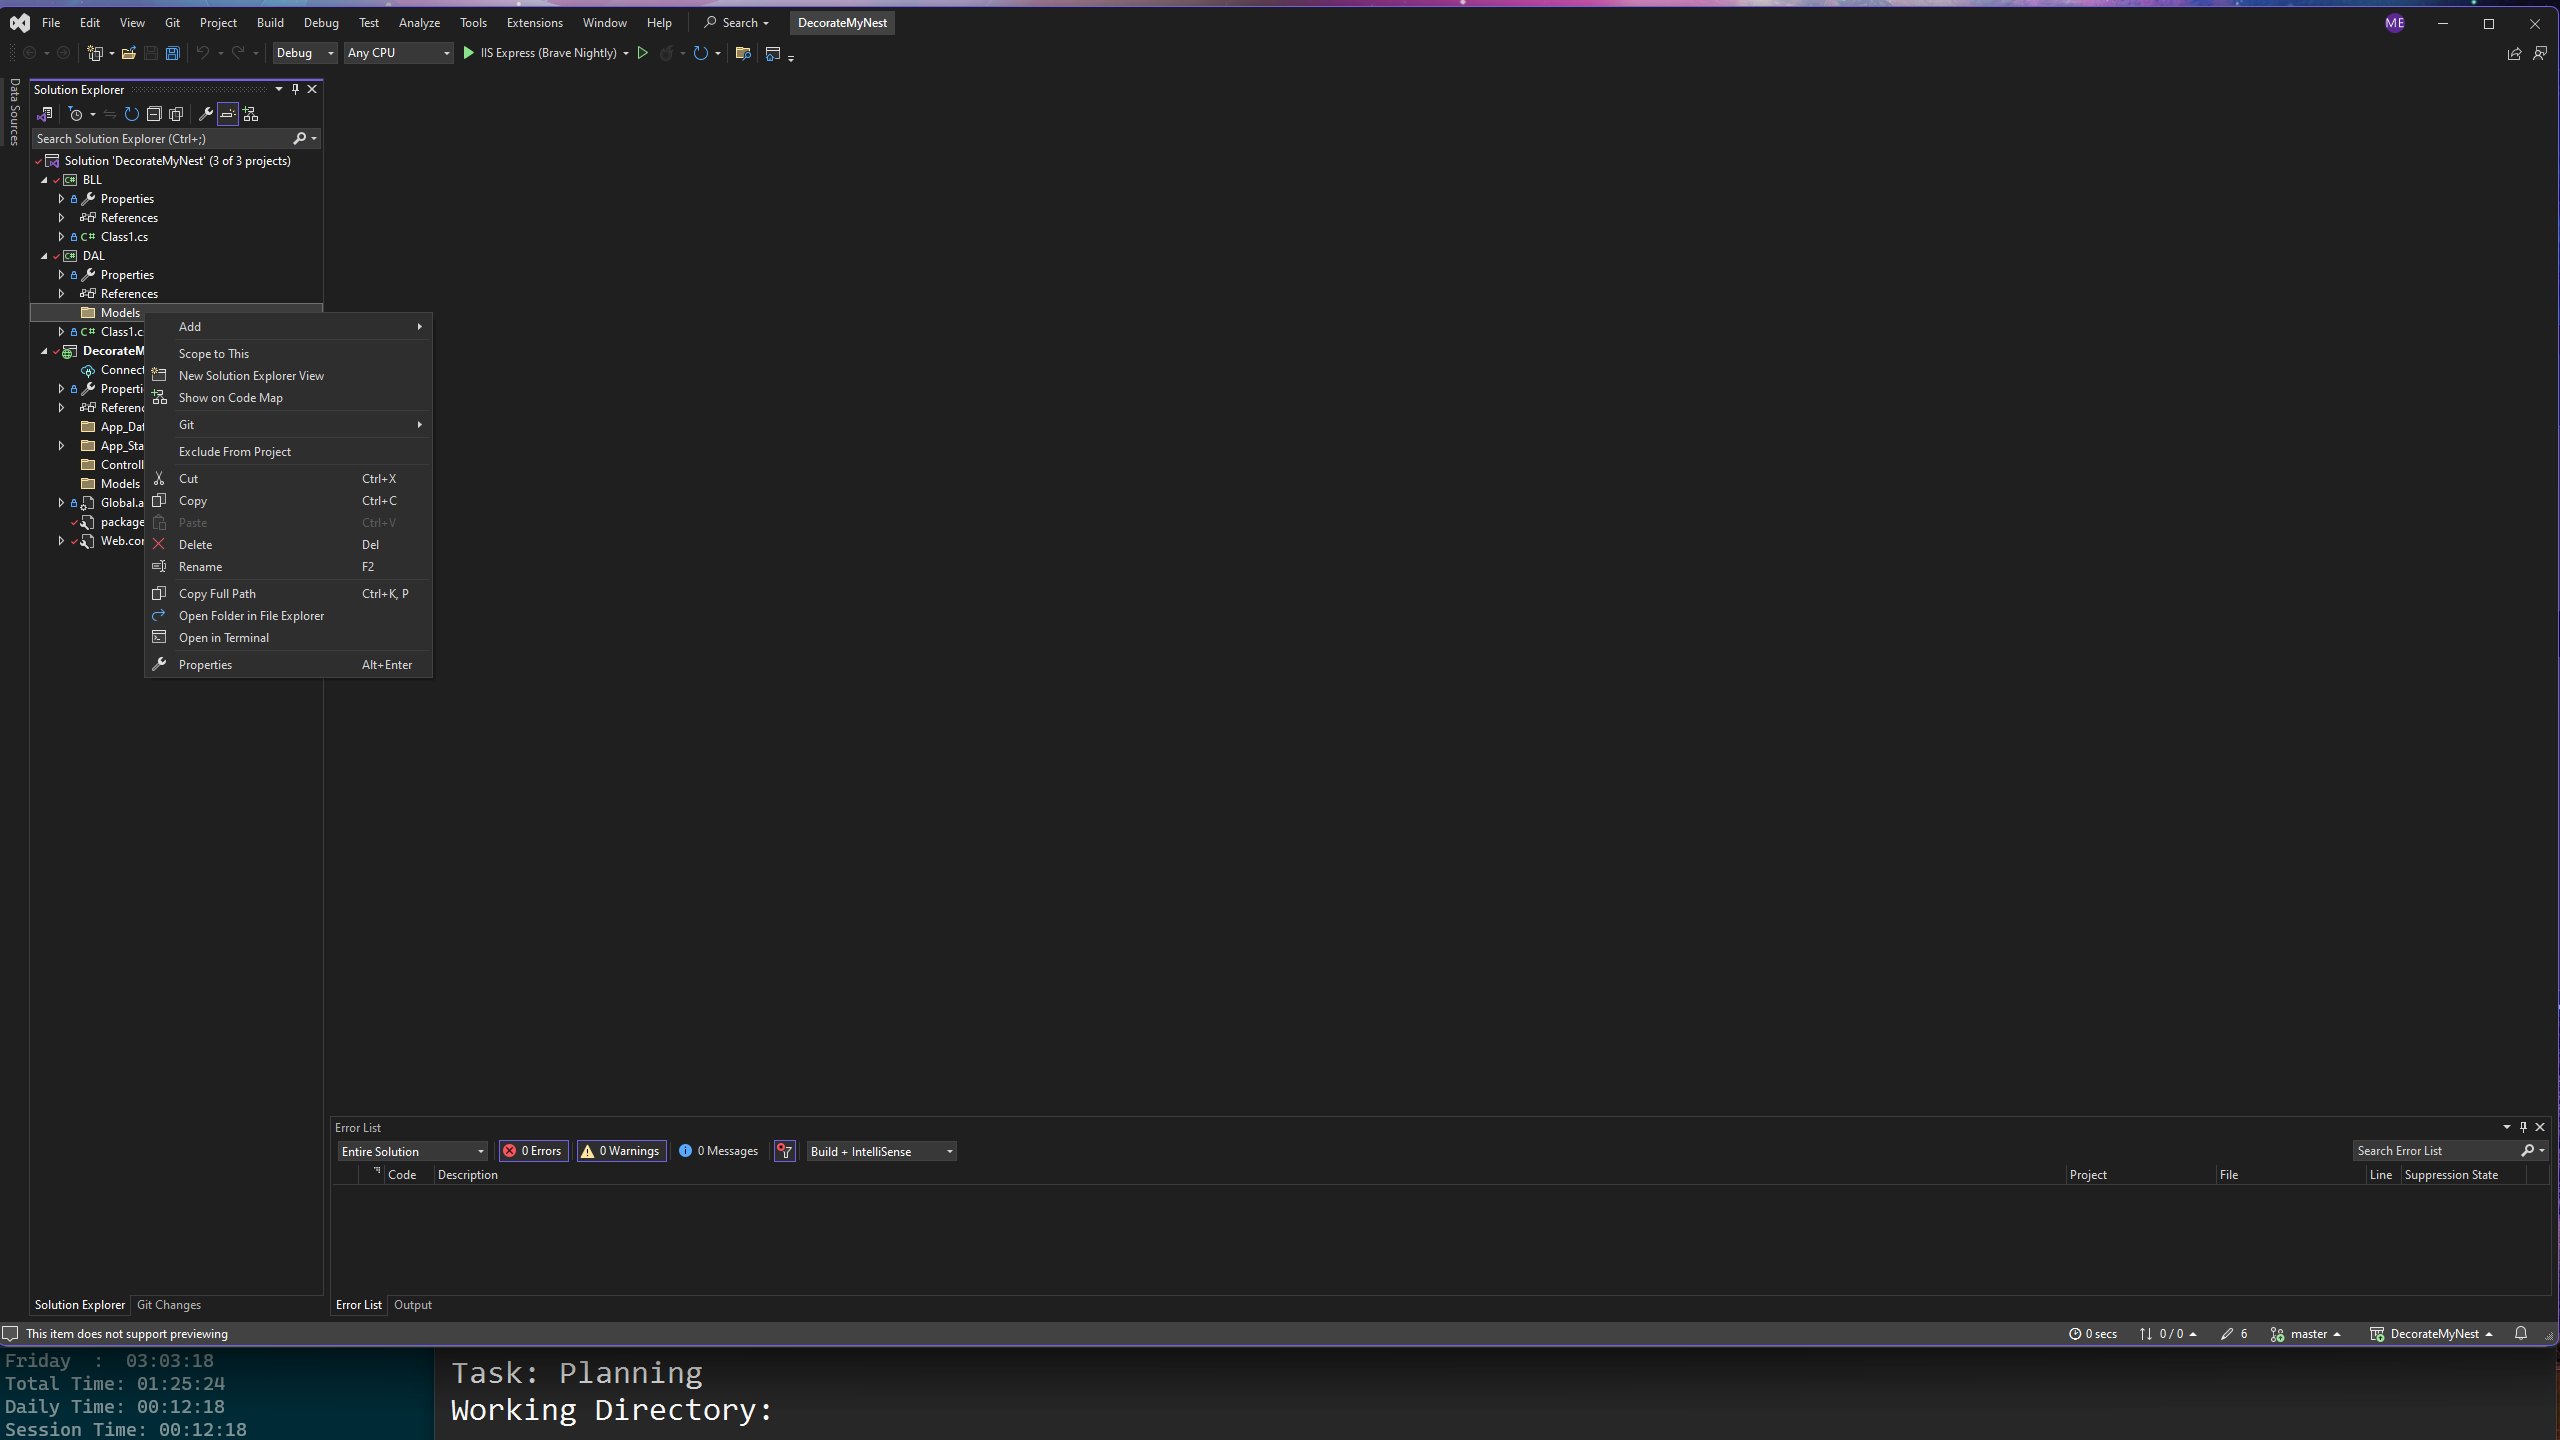 File Edit View Git Project Build Debug Test Analyze Tools Extensions Window Help Search DecorateMyNest ME
Debug Any CPU IIS Express (Brave Nightly)
Data Sources
Solution Explorer
Search Solution Explorer (Ctrl+;)
Solution 'DecorateMyNest' (3 of 3 projects)
BLL
Properties
References
C# Class1.cs
DAL
Properties
References
Models
C# Class1.c
DecorateM
Connect
Properti
Referenc
App_Dat
App_Sta
Controll
Models
Global.a
package
Web.cor
Add
Scope to This
New Solution Explorer View
Show on Code Map
Git
Exclude From Project
Cut Ctrl+X
Copy Ctrl+C
Paste Ctrl+V
Delete Del
Rename F2
Copy Full Path Ctrl+K, P
Open Folder in File Explorer
Open in Terminal
Properties Alt+Enter
Error List
Entire Solution 0 Errors 0 Warnings 0 Messages Build + IntelliSense Search Error List
Code Description Project File Line Suppression State
Solution Explorer Git Changes Error List Output
This item does not support previewing 0 secs 0 / 0 6 master DecorateMyNest
Friday : 03:03:18
Total Time: 01:25:24
Daily Time: 00:12:18
Session Time: 00:12:18
Task: Planning
Working Directory: